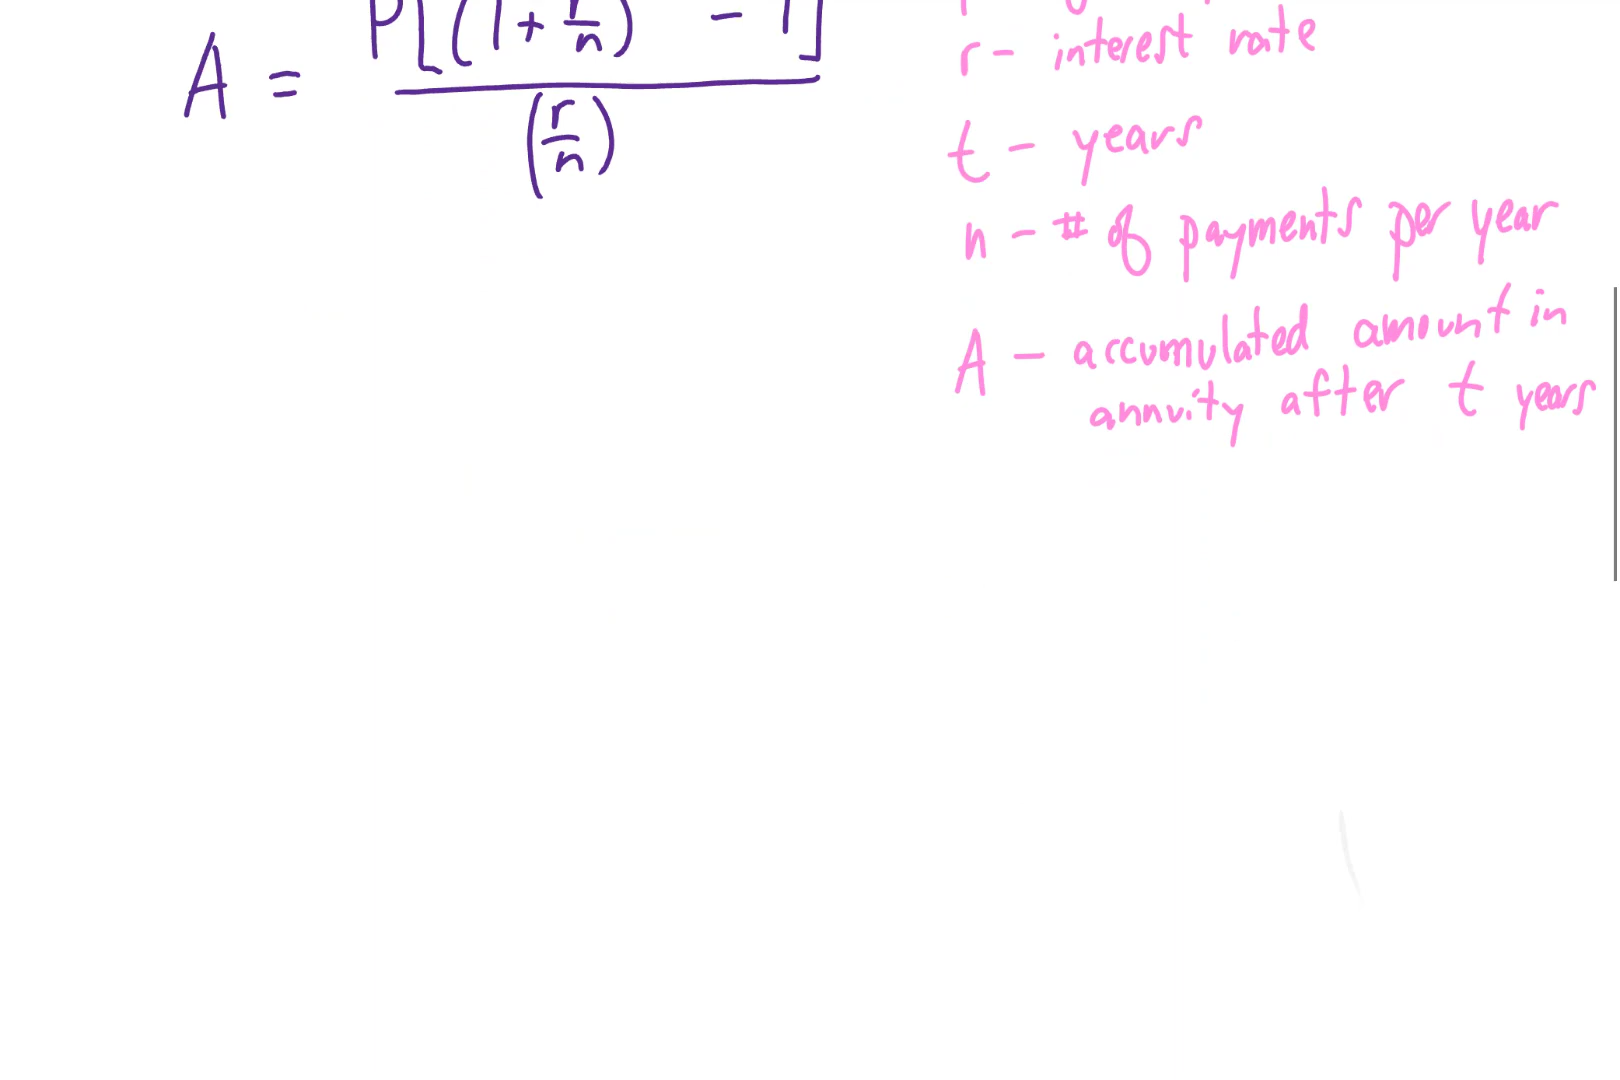 A = P[(1 + r/n) - 1] / (r/n)
r - interest rate
t - years
n - # of payments per year
A - accumulated amount in
annuity after t years